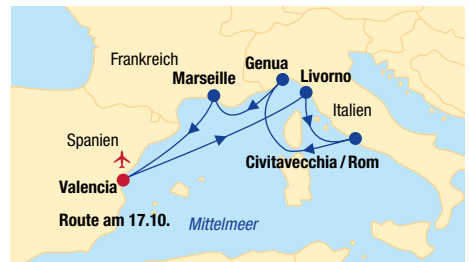 Frankreich
Genua
Marseille
Livorno
Italien
Spanien
Civitavecchia / Rom
Valencia
Route am 17.10.
Mittelmeer